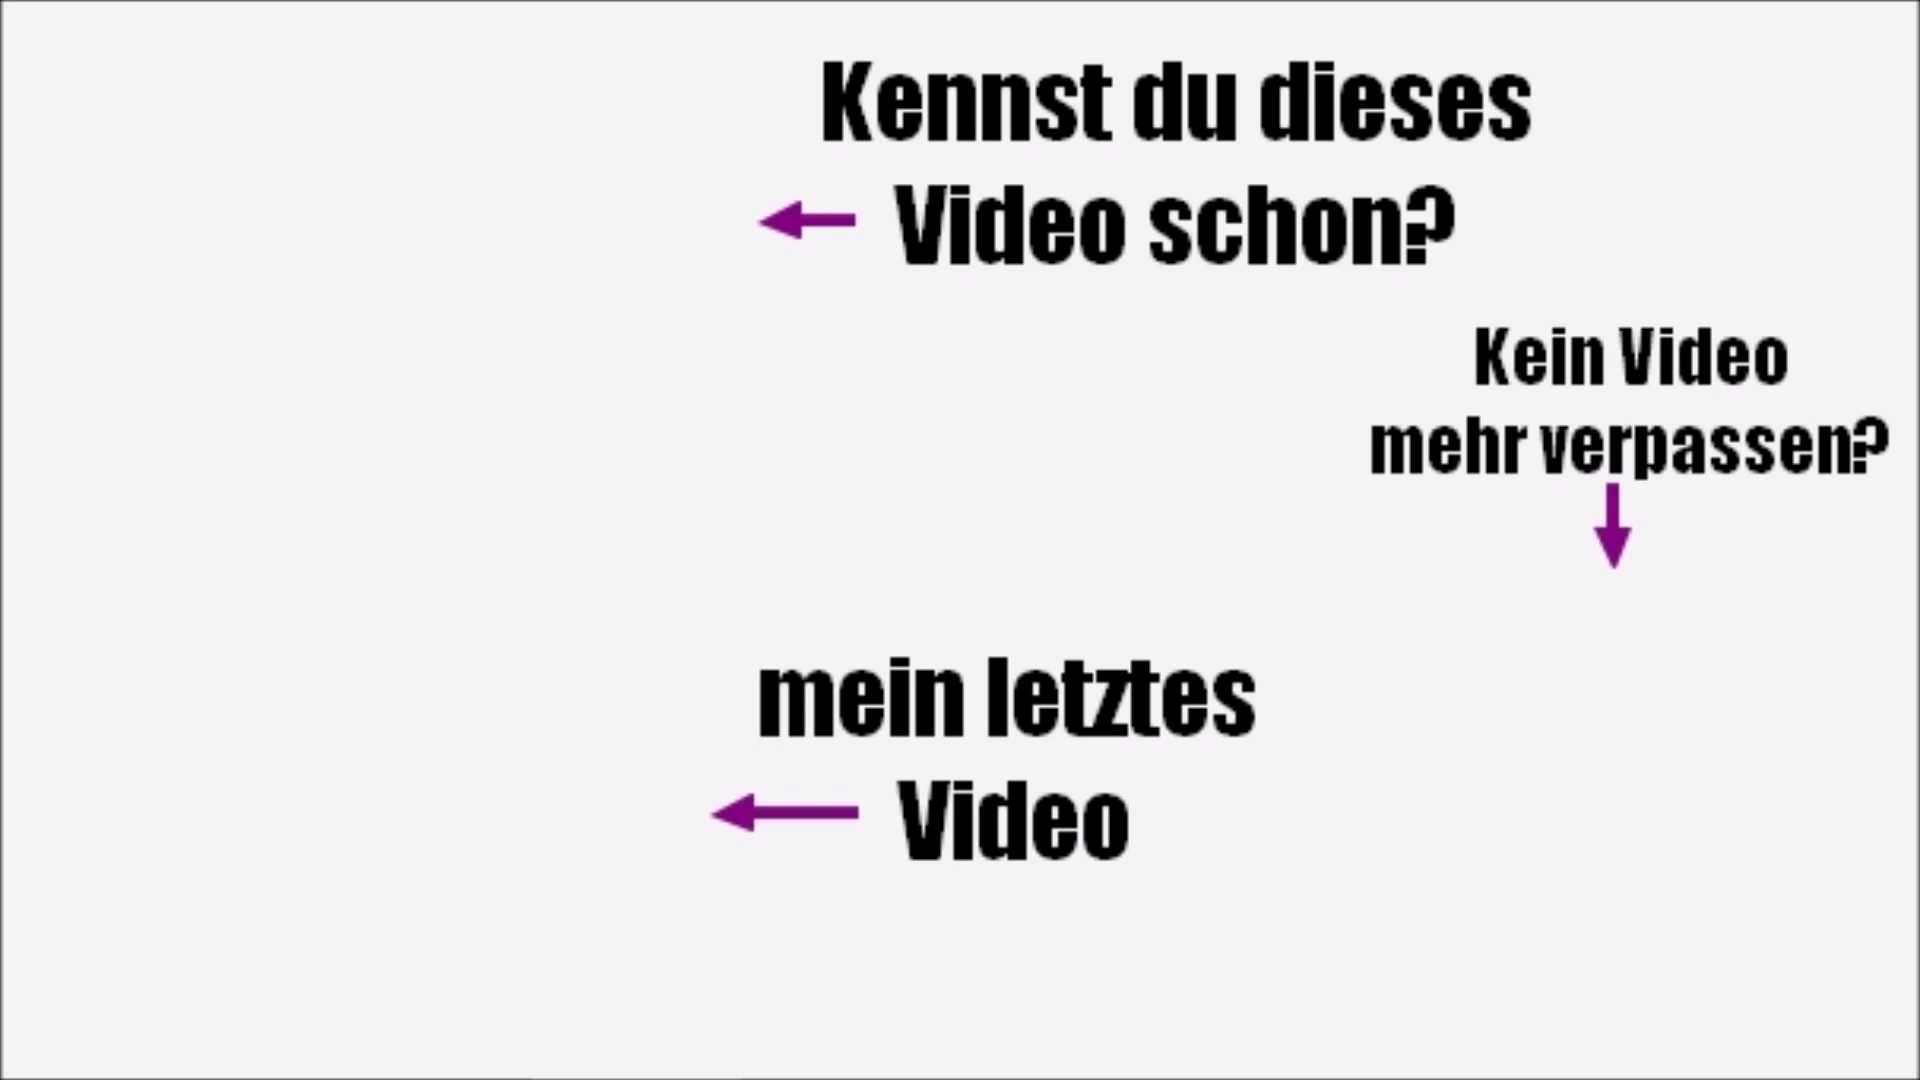 Kennst du dieses
Video schon?
Kein Video
mehr verpassen?
mein letztes
Video